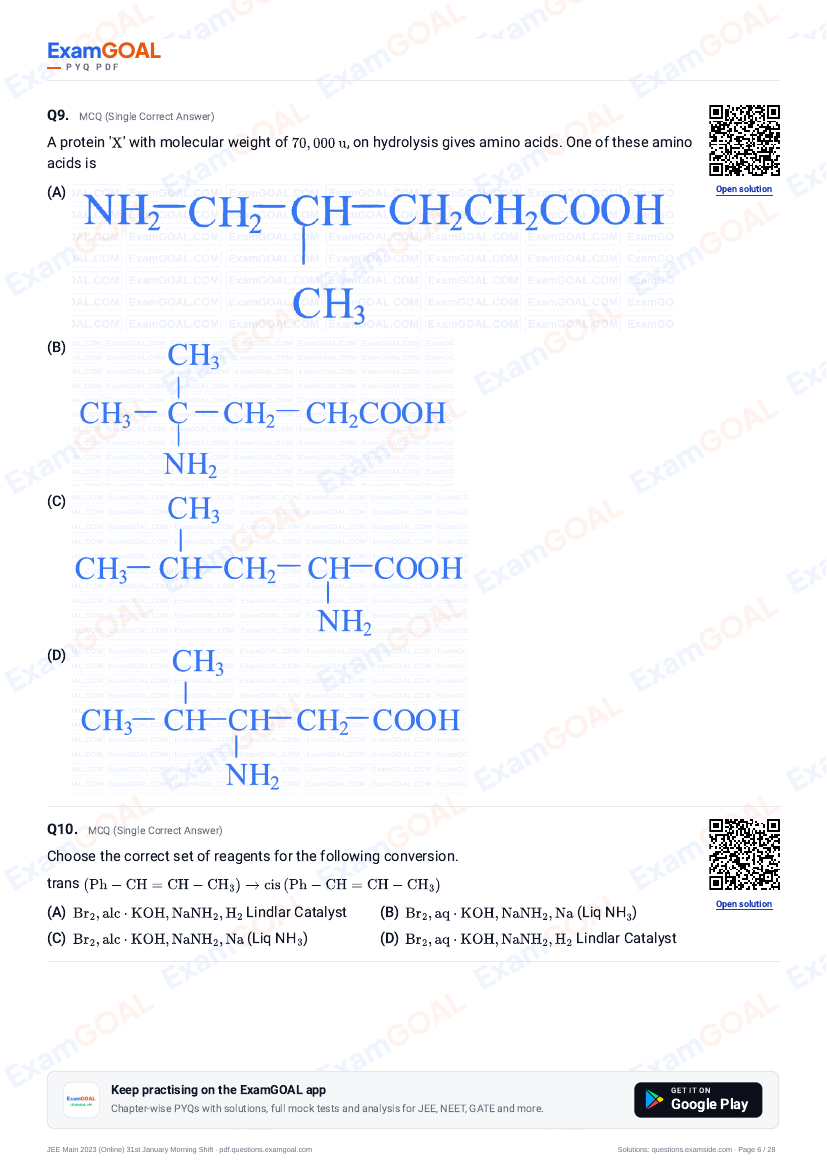 ExamGOAL
PYQ PDF
Q9. MCQ (Single Correct Answer)
A protein 'X' with molecular weight of 70,000 u, on hydrolysis gives amino acids. One of these amino
acids is
Open solution
(A) NH₂—CH₂—CH—CH₂CH₂COOH
|
CH₃
(B) CH₃
|
CH₃— C —CH₂— CH₂COOH
|
NH₂
(C) CH₃
|
CH₃— CH—CH₂— CH—COOH
|
NH₂
(D) CH₃
|
CH₃— CH—CH—CH₂—COOH
|
NH₂
Q10. MCQ (Single Correct Answer)
Choose the correct set of reagents for the following conversion.
trans (Ph − CH = CH − CH₃) → cis (Ph − CH = CH − CH₃)
Open solution
(A) Br₂, alc · KOH, NaNH₂, H₂ Lindlar Catalyst (B) Br₂, aq · KOH, NaNH₂, Na (Liq NH₃)
(C) Br₂, alc · KOH, NaNH₂, Na (Liq NH₃) (D) Br₂, aq · KOH, NaNH₂, H₂ Lindlar Catalyst
Keep practising on the ExamGOAL app
Chapter-wise PYQs with solutions, full mock tests and analysis for JEE, NEET, GATE and more.
GET IT ON
Google Play
JEE Main 2023 (Online) 31st January Morning Shift · pdf.questions.examgoal.com Solutions: questions.examside.com · Page 6 / 28